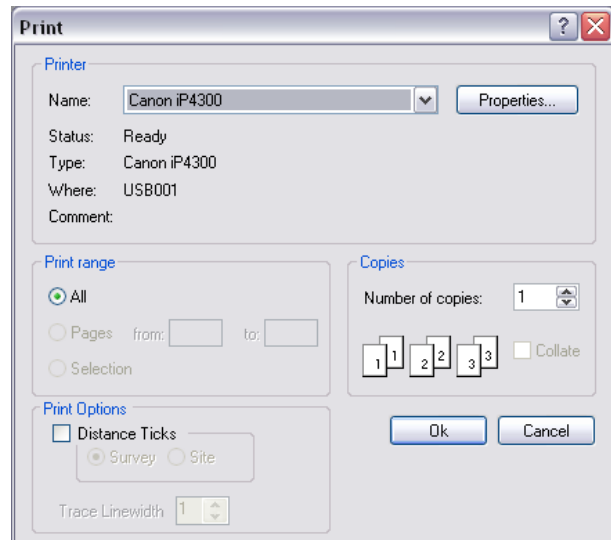 Print
Printer
Name: Canon iP4300 Properties...
Status: Ready
Type: Canon iP4300
Where: USB001
Comment:
Print range
All
Pages from: to:
Selection
Copies
Number of copies: 1
1 1 2 2 3 3 Collate
Print Options
Distance Ticks
Survey Site
Trace Linewidth 1
Ok Cancel